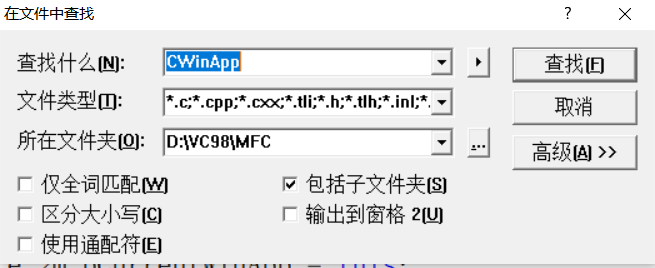 在文件中查找
查找什么(N): CWinApp 查找(F)
文件类型(T): *.c;*.cpp;*.cxx;*.tli;*.h;*.tlh;*.inl;*. 取消
所在文件夹(O): D:\VC98\MFC ... 高级(A) >>
仅全词匹配(W) 包括子文件夹(S)
区分大小写(C) 输出到窗格 2(U)
使用通配符(E)